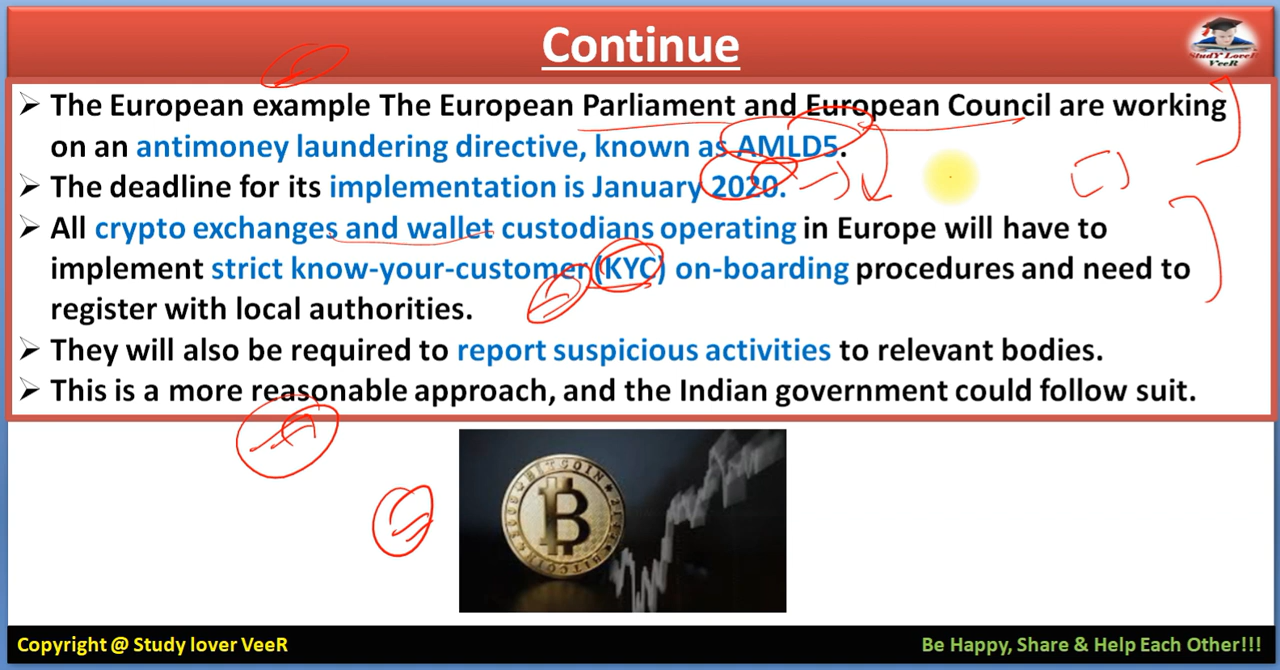 Continue
StudY LoveR
VeeR
➢ The European example The European Parliament and European Council are working
on an antimoney laundering directive, known as AMLD5.
➢ The deadline for its implementation is January 2020.
➢ All crypto exchanges and wallet custodians operating in Europe will have to
implement strict know-your-customer (KYC) on-boarding procedures and need to
register with local authorities.
➢ They will also be required to report suspicious activities to relevant bodies.
➢ This is a more reasonable approach, and the Indian government could follow suit.
BITCOIN
Copyright @ Study lover VeeR
Be Happy, Share & Help Each Other!!!